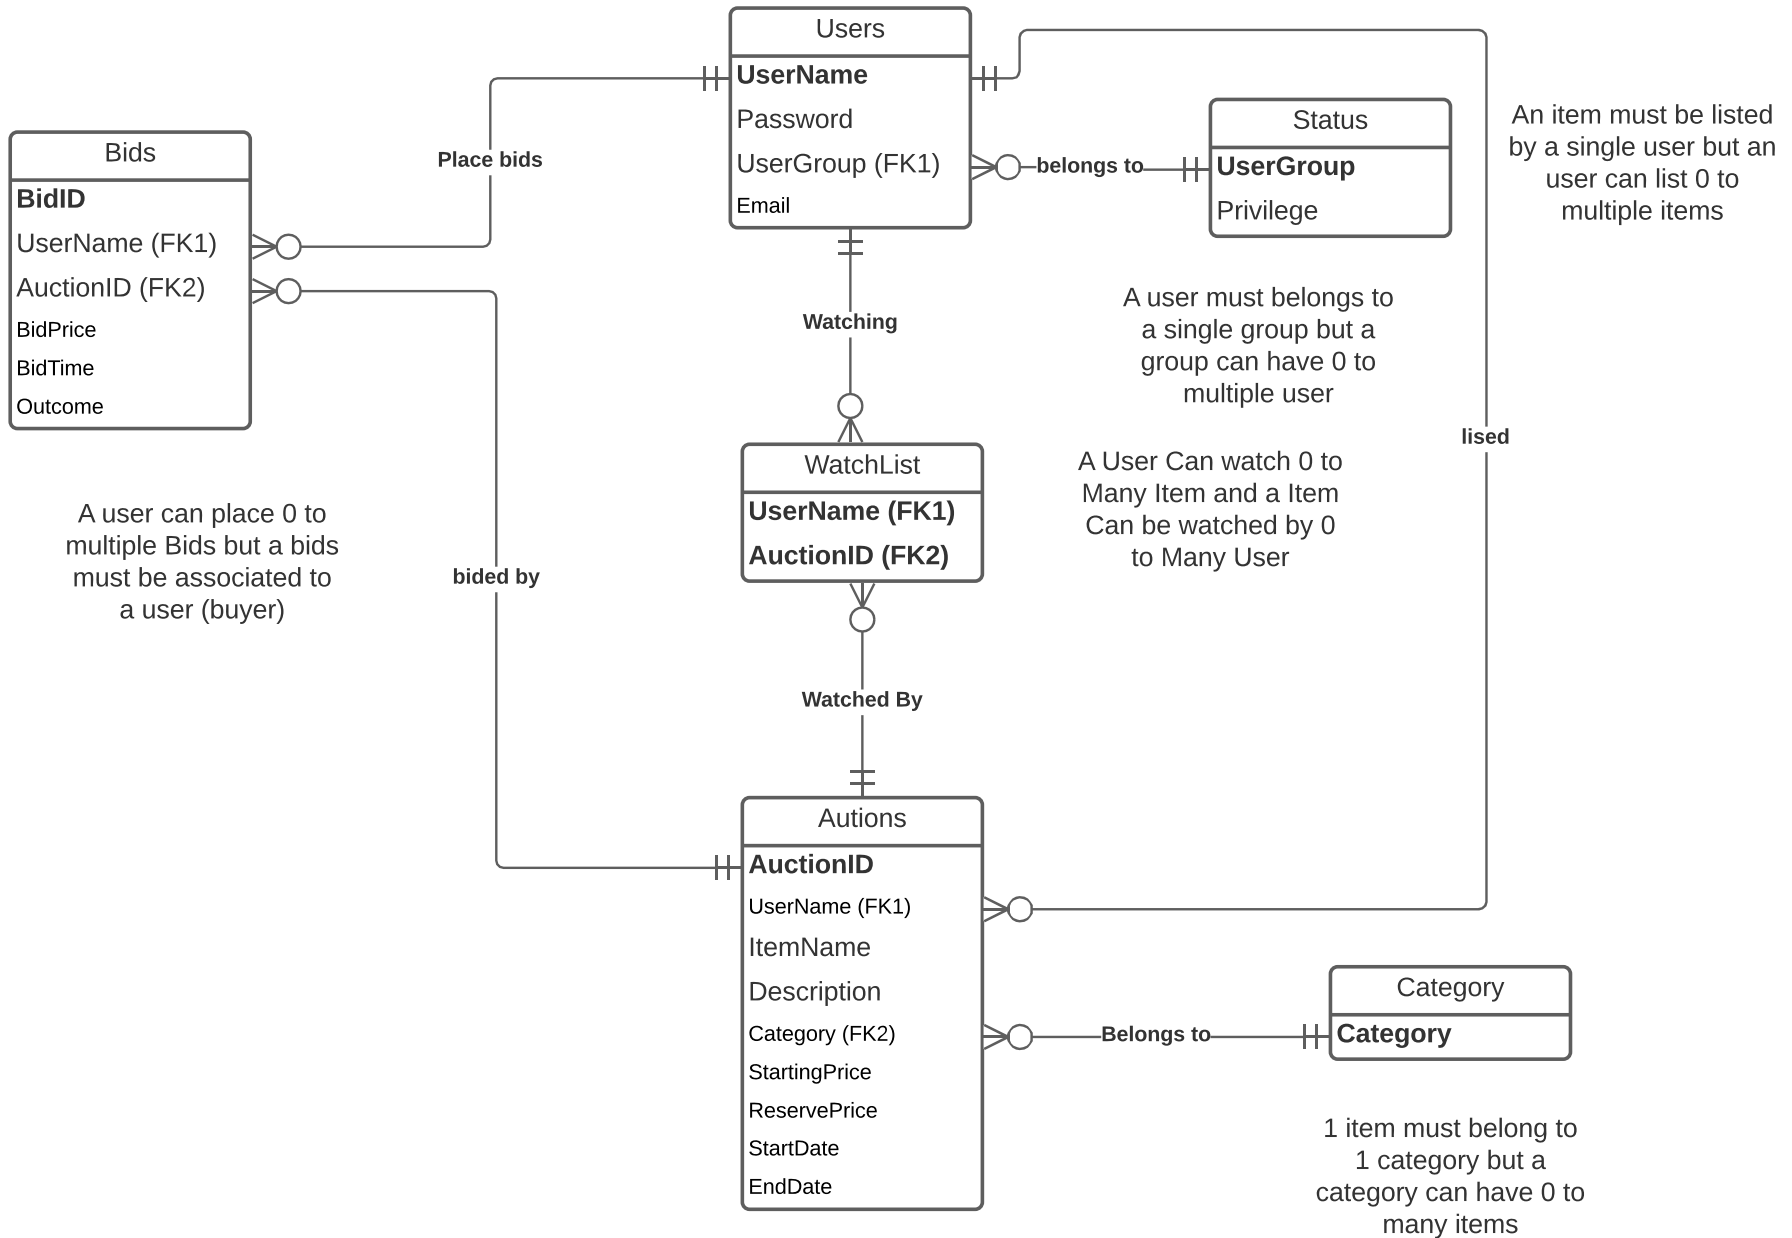 Users
UserName
Password
UserGroup (FK1)
Email
Status
UserGroup
Privilege
An item must be listed
by a single user but an
user can list 0 to
multiple items
Bids
BidID
UserName (FK1)
AuctionID (FK2)
BidPrice
BidTime
Outcome
Place bids
belongs to
A user must belongs to
a single group but a
group can have 0 to
multiple user
Watching
lised
WatchList
UserName (FK1)
AuctionID (FK2)
A User Can watch 0 to
Many Item and a Item
Can be watched by 0
to Many User
A user can place 0 to
multiple Bids but a bids
must be associated to
a user (buyer)
bided by
Watched By
Autions
AuctionID
UserName (FK1)
ItemName
Description
Category (FK2)
StartingPrice
ReservePrice
StartDate
EndDate
Belongs to
Category
Category
1 item must belong to
1 category but a
category can have 0 to
many items